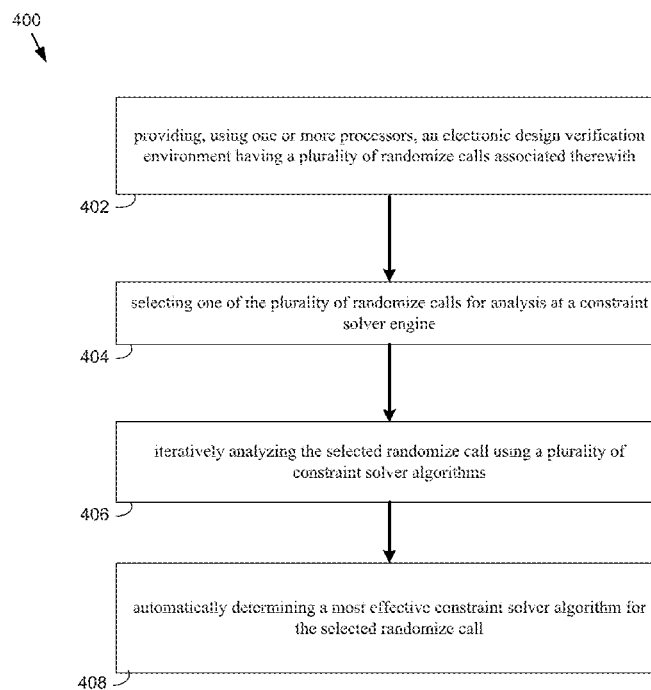 400
providing, using one or more processors, an electronic design verification
environment having a plurality of randomize calls associated therewith
402
selecting one of the plurality of randomize calls for analysis at a constraint
solver engine
404
iteratively analyzing the selected randomize call using a plurality of
constraint solver algorithms
406
automatically determining a most effective constraint solver algorithm for
the selected randomize call
408